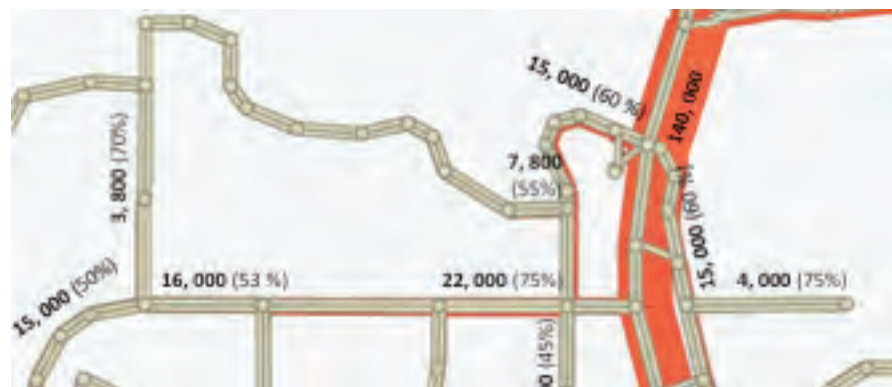 15, 000 (60 %)
140, 000
3, 800 (70%)
7, 800
(55%)
15, 000 (60 %)
15, 000 (50%)
16, 000 (53 %)
22, 000 (75%)
4, 000 (75%)
(45%)